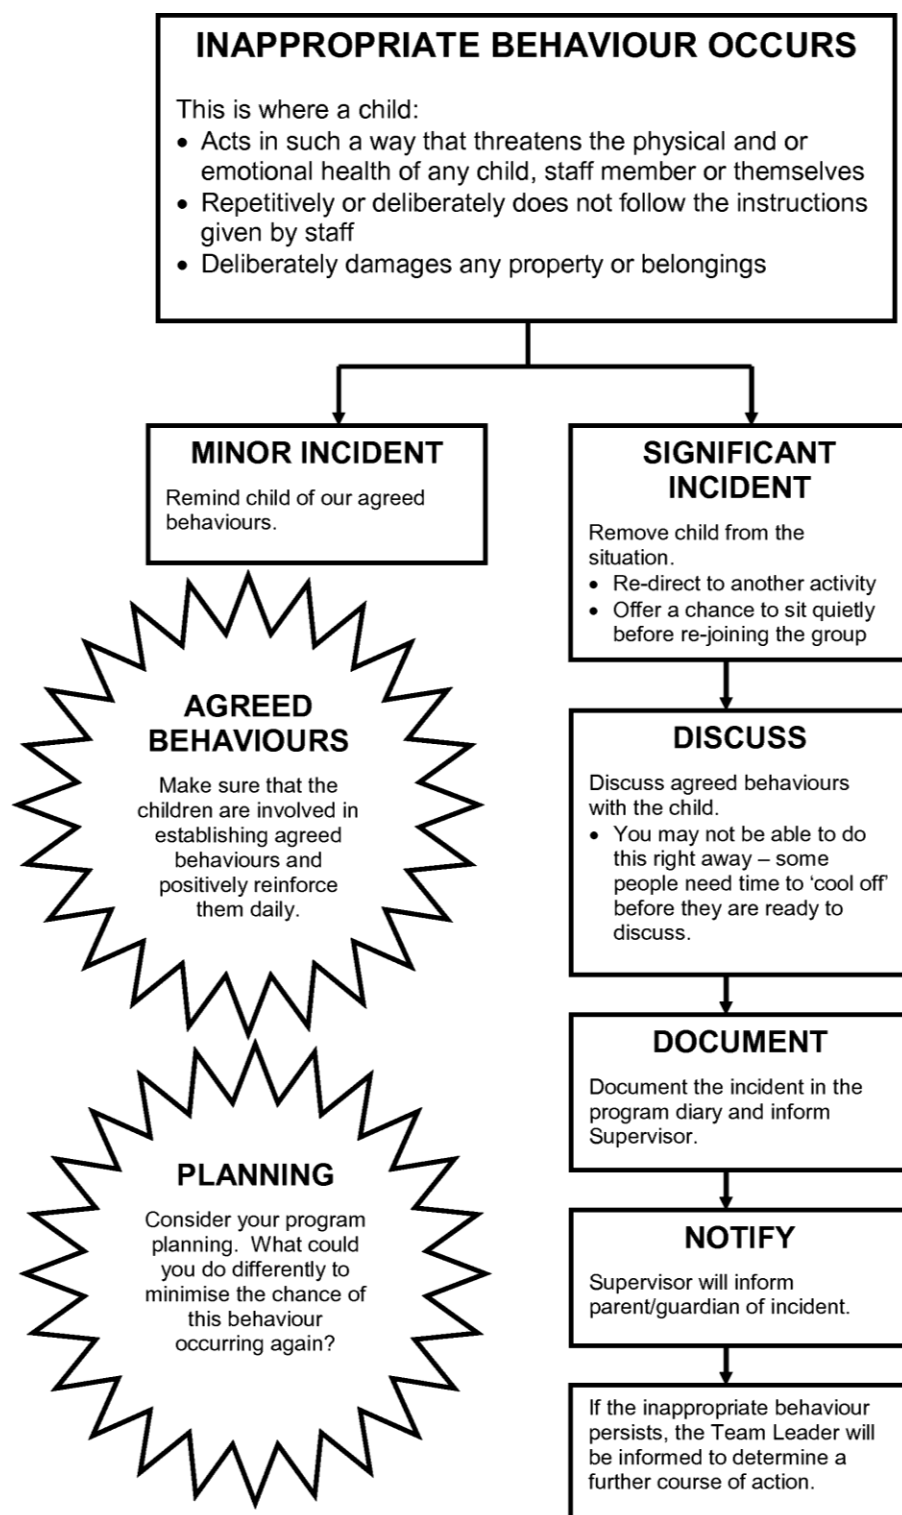 INAPPROPRIATE BEHAVIOUR OCCURS
This is where a child:
• Acts in such a way that threatens the physical and or
emotional health of any child, staff member or themselves
• Repetitively or deliberately does not follow the instructions
given by staff
• Deliberately damages any property or belongings
MINOR INCIDENT
Remind child of our agreed
behaviours.
SIGNIFICANT
INCIDENT
Remove child from the
situation.
• Re-direct to another activity
• Offer a chance to sit quietly
before re-joining the group
AGREED
BEHAVIOURS
Make sure that the
children are involved in
establishing agreed
behaviours and
positively reinforce
them daily.
DISCUSS
Discuss agreed behaviours
with the child.
• You may not be able to do
this right away – some
people need time to ‘cool off’
before they are ready to
discuss.
DOCUMENT
Document the incident in the
program diary and inform
Supervisor.
PLANNING
Consider your program
planning.  What could
you do differently to
minimise the chance of
this behaviour
occurring again?
NOTIFY
Supervisor will inform
parent/guardian of incident.
If the inappropriate behaviour
persists, the Team Leader will
be informed to determine a
further course of action.